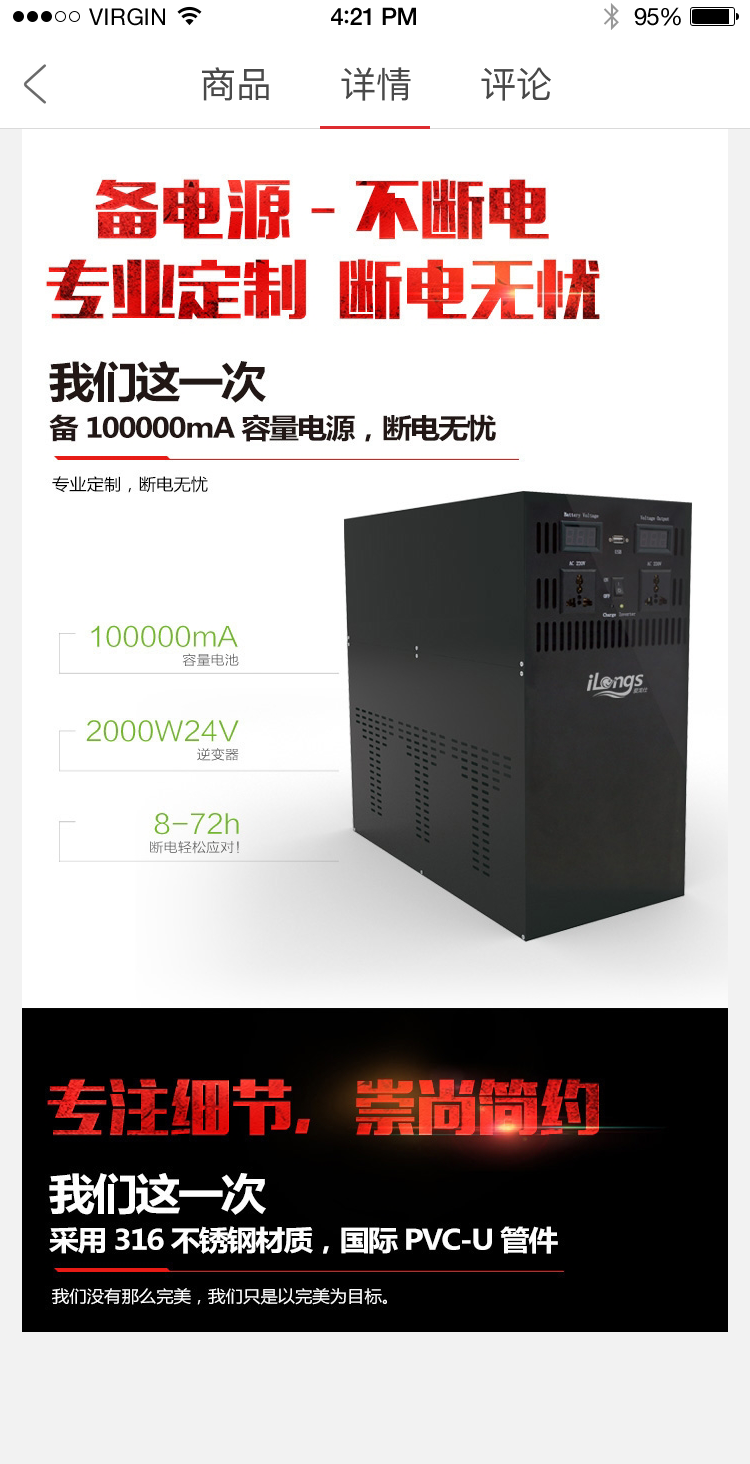 VIRGIN
4:21 PM
95%
商品
详情
评论
备电源-不断电
专业定制 断电无忧
我们这一次
备 100000mA 容量电源，断电无忧
专业定制，断电无忧
100000mA
容量电池
2000W24V
逆变器
8-72h
断电轻松应对！
Battery Voltage
Voltage Output
USB
AC 220V
AC 220V
ON
OFF
Charge Inverter
iLongs
专注细节，崇尚简约
我们这一次
采用 316 不锈钢材质，国际 PVC-U 管件
我们没有那么完美，我们只是以完美为目标。